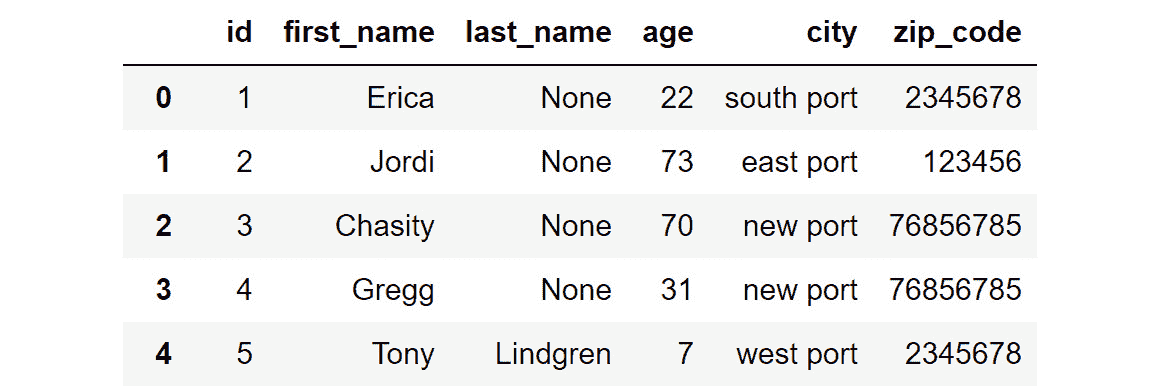 id first_name last_name age city zip_code
0 1 Erica None 22 south port 2345678
1 2 Jordi None 73 east port 123456
2 3 Chasity None 70 new port 76856785
3 4 Gregg None 31 new port 76856785
4 5 Tony Lindgren 7 west port 2345678